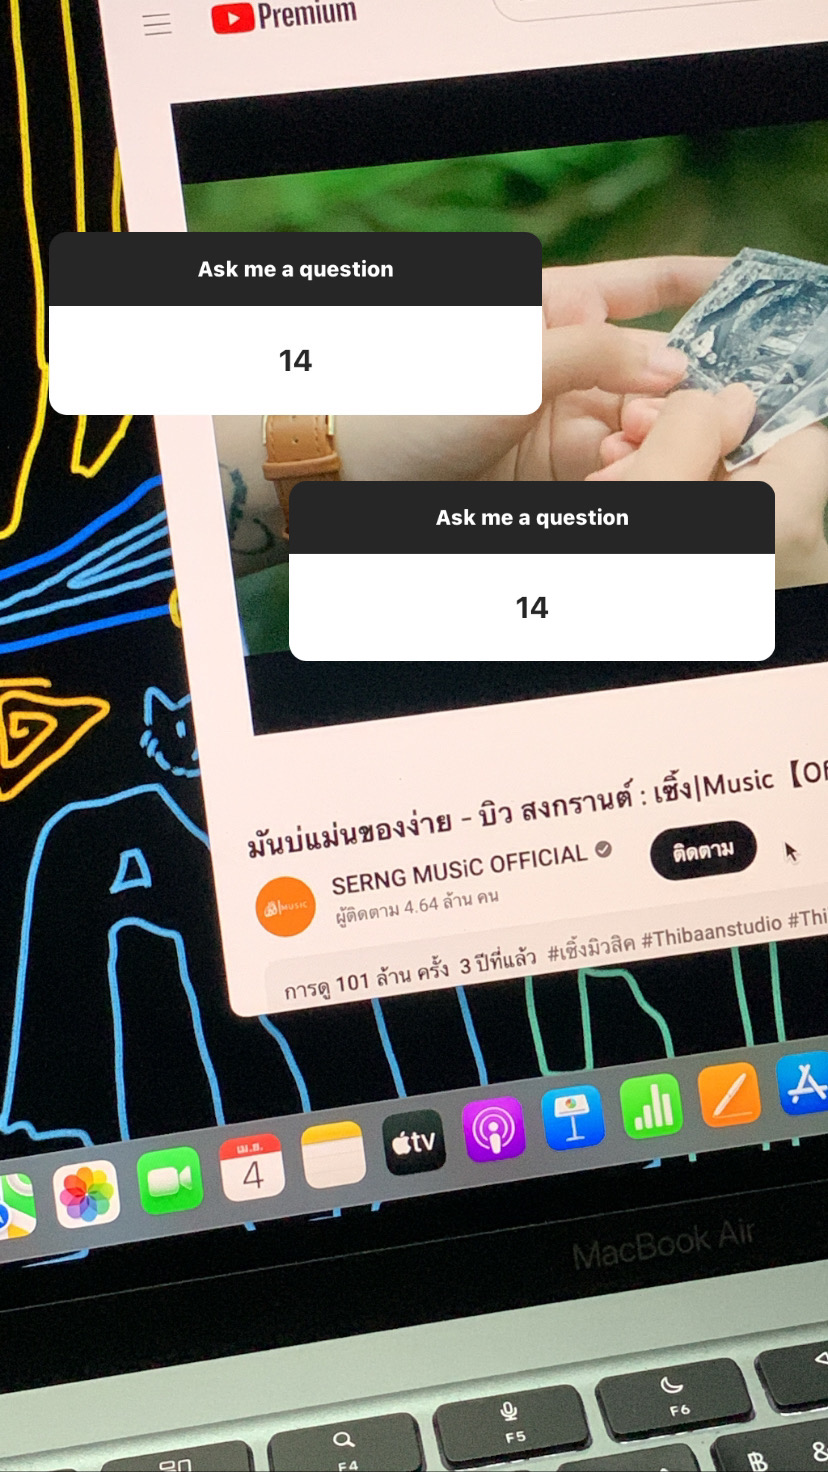 Premium
Ask me a question
14
Ask me a question
14
มันบ่แม่นของง่าย - บิว สงกรานต์ : เซิ้ง|Music【OF
SERNG MUSiC OFFICIAL
ติดตาม
ผู้ติดตาม 4.64 ล้าน คน
การดู 101 ล้าน ครั้ง 3 ปีที่แล้ว #เซิ้งมิวสิค #Thibaanstudio #Thi
เม.ย.
4
tv
MacBook Air
F4
F5
F6
฿
&